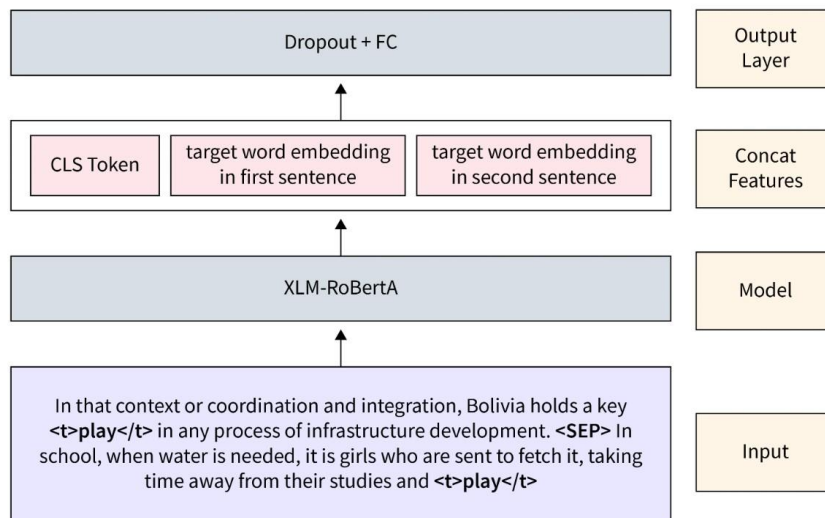 Dropout + FC
Output
Layer
CLS Token
target word embedding
in first sentence
target word embedding
in second sentence
Concat
Features
XLM-RoBertA
Model
In that context or coordination and integration, Bolivia holds a key
<t>play</t> in any process of infrastructure development. <SEP> In
school, when water is needed, it is girls who are sent to fetch it, taking
time away from their studies and <t>play</t>
Input